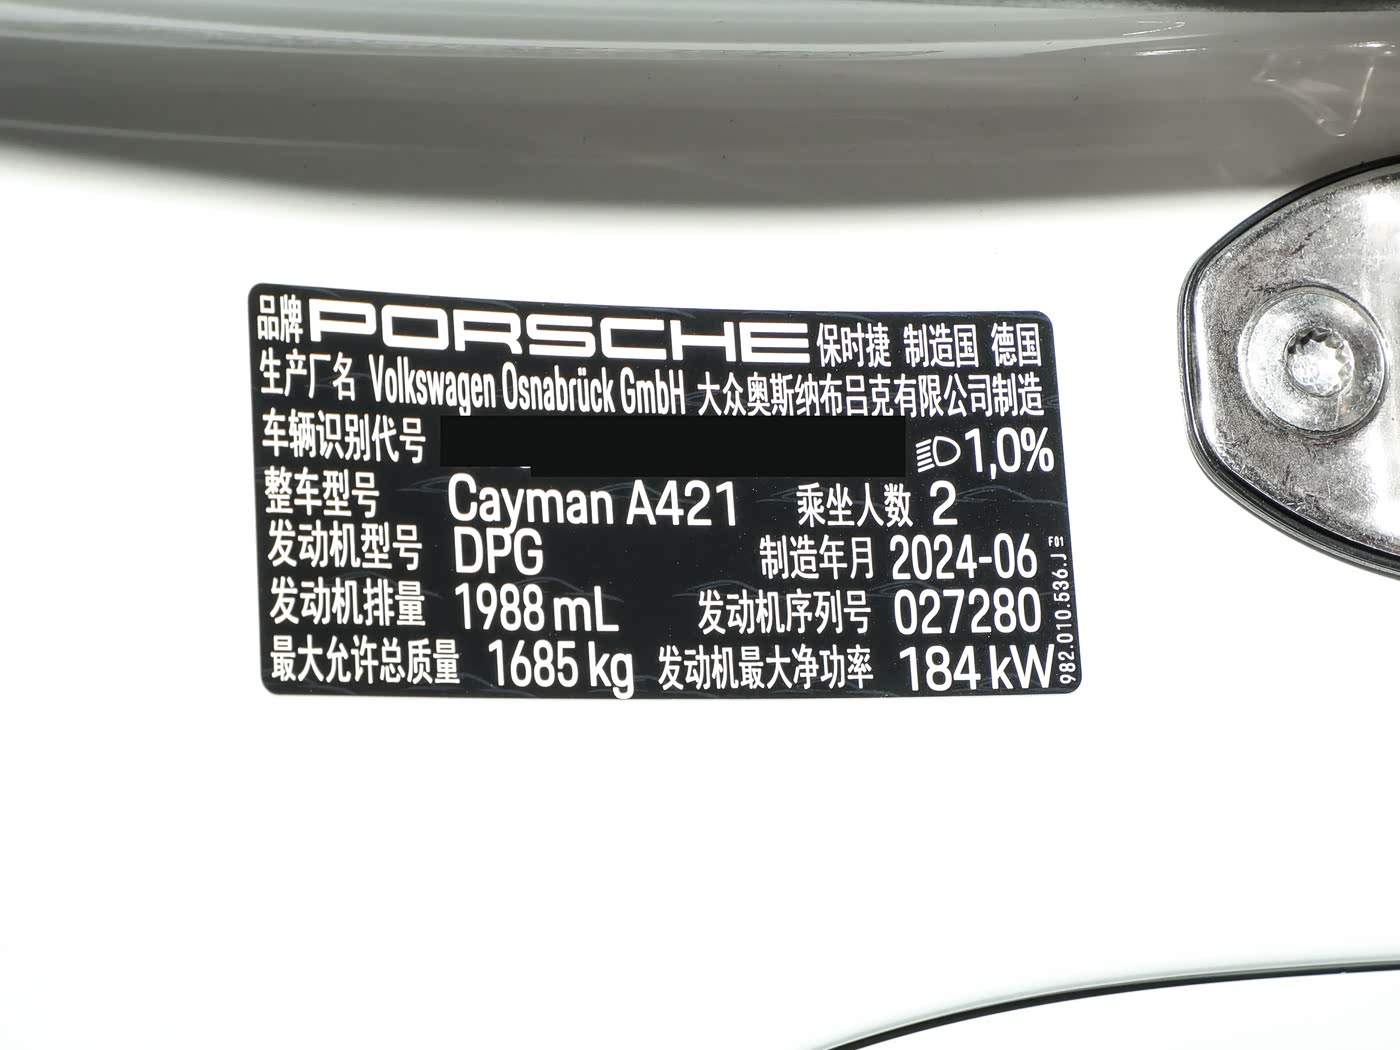 品牌 PORSCHE 保时捷 制造国 德国
生产厂名 Volkswagen Osnabrück GmbH 大众奥斯纳布吕克有限公司制造
车辆识别代号 1,0%
整车型号 Cayman A421 乘坐人数 2
发动机型号 DPG 制造年月 2024-06
发动机排量 1988 mL 发动机序列号 027280
最大允许总质量 1685 kg 发动机最大净功率 184 kW
982.010.536.J F01